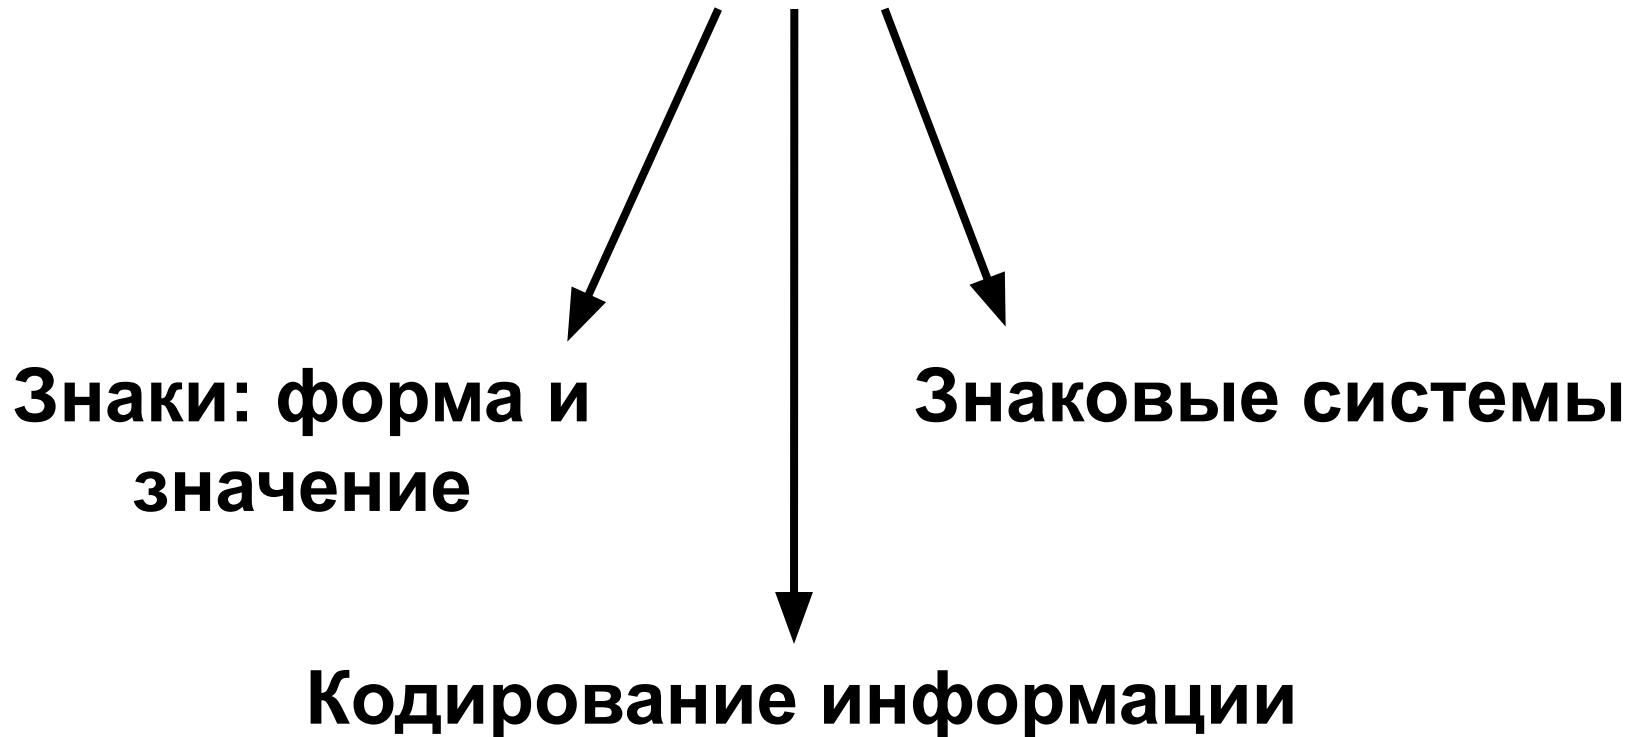 Знаки: форма и
значение
Знаковые системы
Кодирование информации